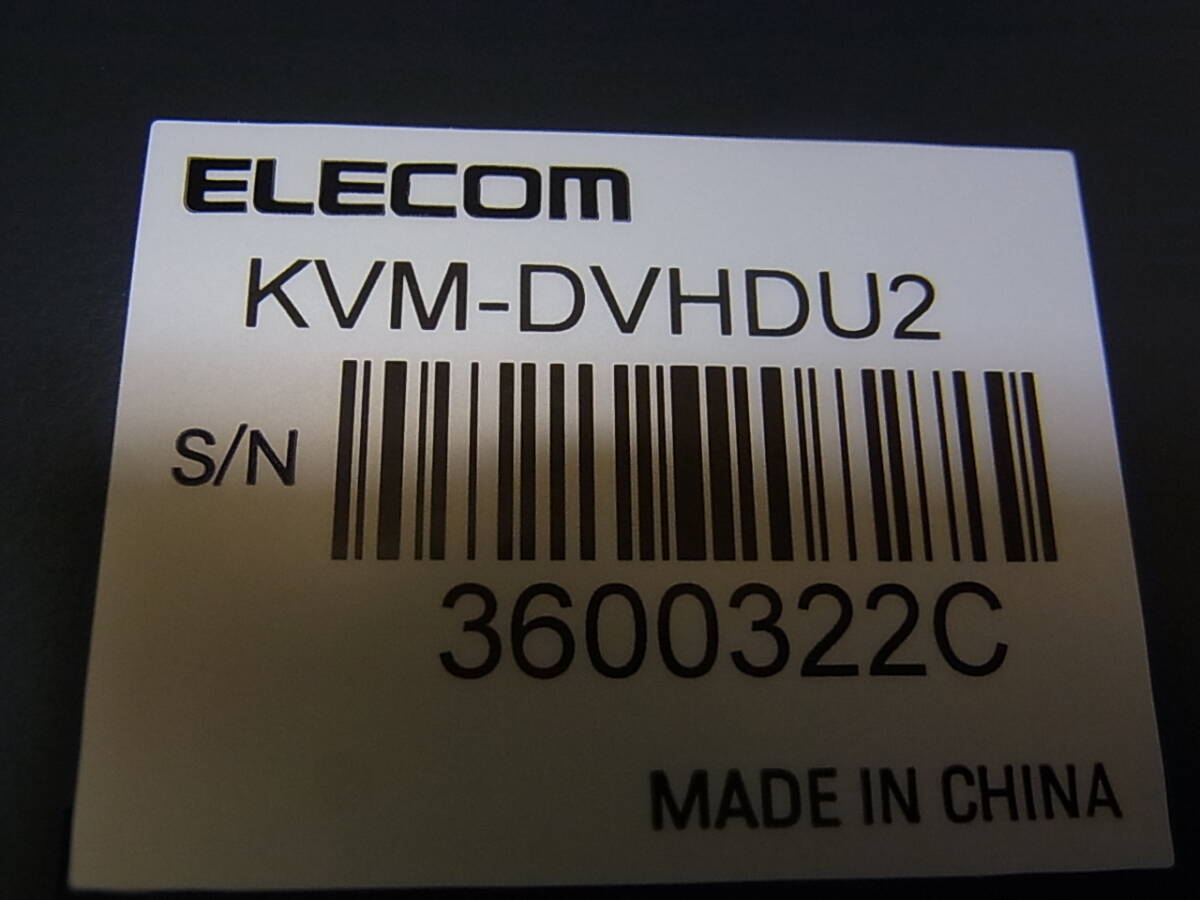 ELECOM
KVM-DVHDU2
S/N
3600322C
MADE IN CHINA